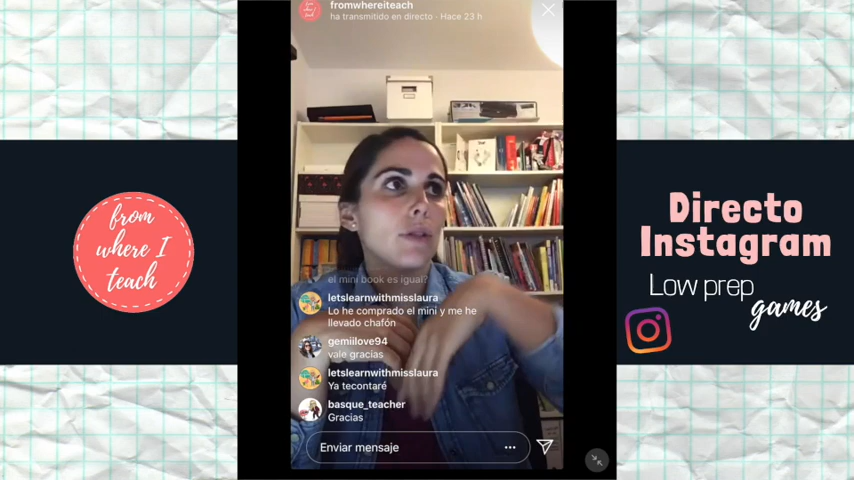 fromwhereiteach
ha transmitido en directo · Hace 23 h
from
where I
teach
Directo
Instagram
Low prep
games
el mini book es igual?
letslearnwithmisslaura
Lo he comprado el mini y me he
llevado chafón
gemiilove94
vale gracias
letslearnwithmisslaura
Ya tecontaré
basque_teacher
Gracias
Enviar mensaje